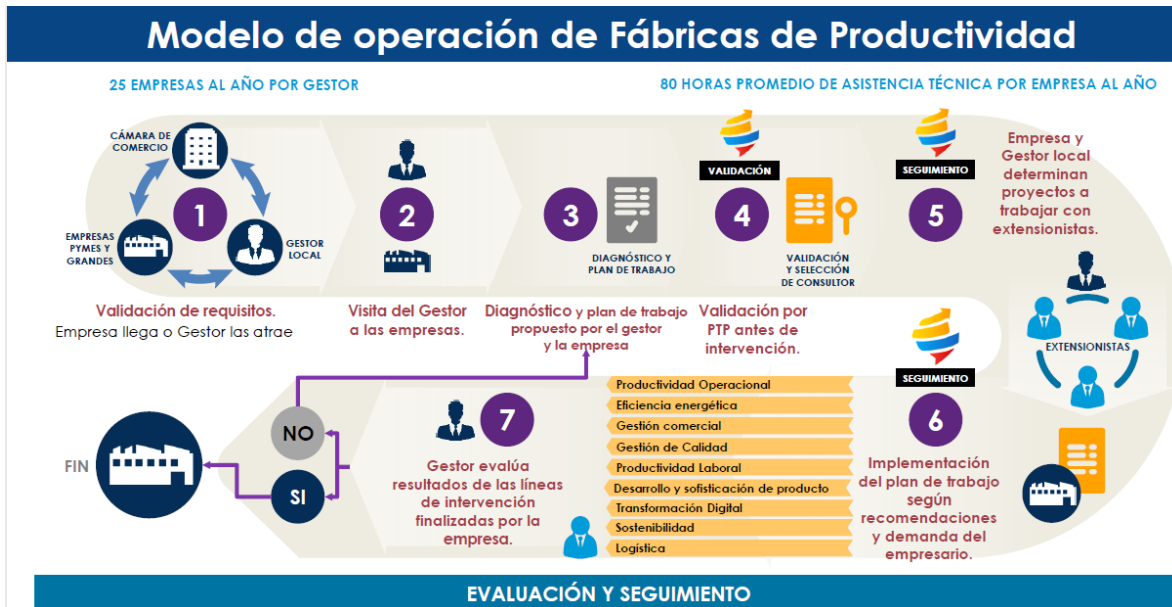 Modelo de operación de Fábricas de Productividad
25 EMPRESAS AL AÑO POR GESTOR
80 HORAS PROMEDIO DE ASISTENCIA TÉCNICA POR EMPRESA AL AÑO
CÁMARA DE
COMERCIO
1
EMPRESAS
PYMES Y
GRANDES
GESTOR
LOCAL
Validación de requisitos.
Empresa llega o Gestor las atrae
2
Visita del Gestor
a las empresas.
3
DIAGNÓSTICO Y
PLAN DE TRABAJO
Diagnóstico y plan de trabajo
propuesto por el gestor
y la empresa
VALIDACIÓN
4
VALIDACIÓN
Y SELECCIÓN
DE CONSULTOR
Validación por
PTP antes de
intervención.
SEGUIMIENTO
5
Empresa y
Gestor local
determinan
proyectos a
trabajar con
extensionistas.
EXTENSIONISTAS
SEGUIMIENTO
6
Implementación
del plan de trabajo
según
recomendaciones
y demanda del
empresario.
Productividad Operacional
Eficiencia energética
Gestión comercial
Gestión de Calidad
Productividad Laboral
Desarrollo y sofisticación de producto
Transformación Digital
Sostenibilidad
Logística
7
Gestor evalúa
resultados de las líneas
de intervención
finalizadas por la
empresa.
NO
SI
FIN
EVALUACIÓN Y SEGUIMIENTO